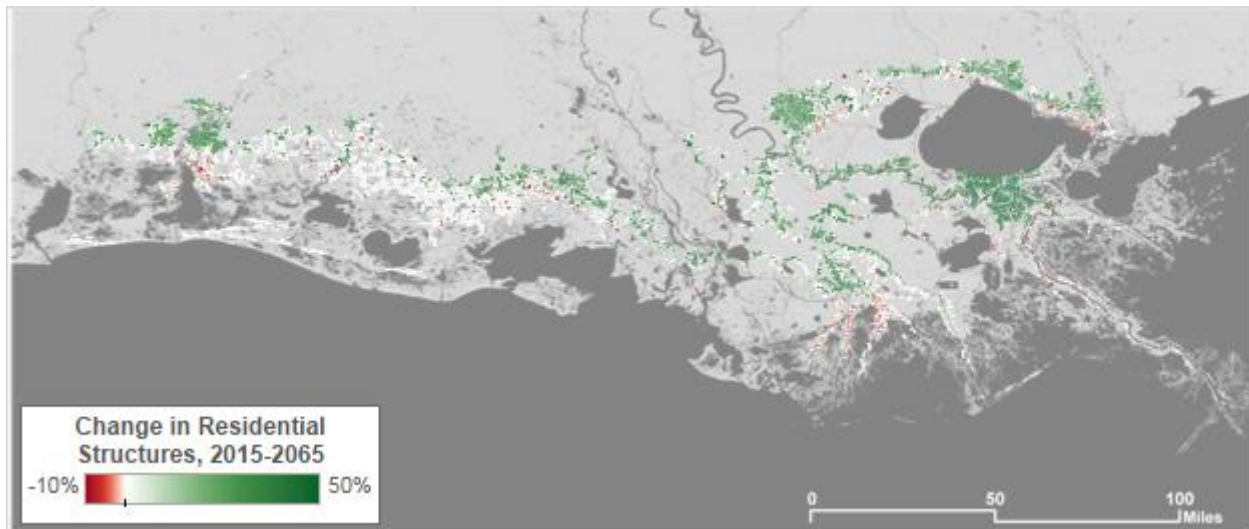 Change in Residential
Structures, 2015-2065
-10% 50%
0 50 100
Miles